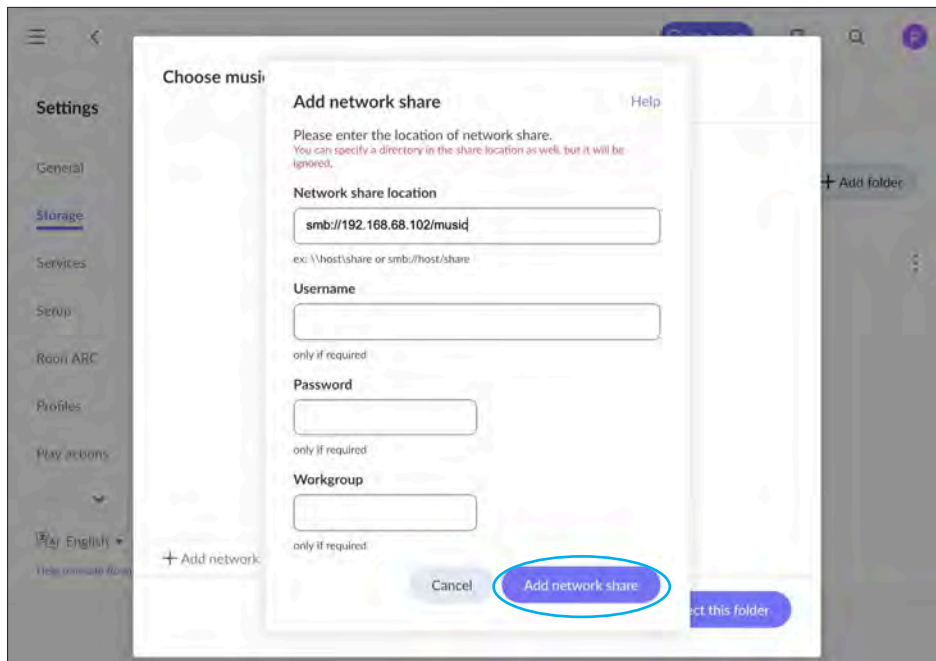 Choose musi
Settings
General
Storage
Services
Setup
Roon ARC
Profiles
Play actions
English
+ Add folder
Add network share
Help
Please enter the location of network share.
You can specify a directory in the share location as well, but it will be
ignored.
Network share location
smb://192.168.68.102/music
ex: \\host\share or smb://host/share
Username
only if required
Password
only if required
Workgroup
only if required
+ Add network
Cancel
Add network share
ect this folder